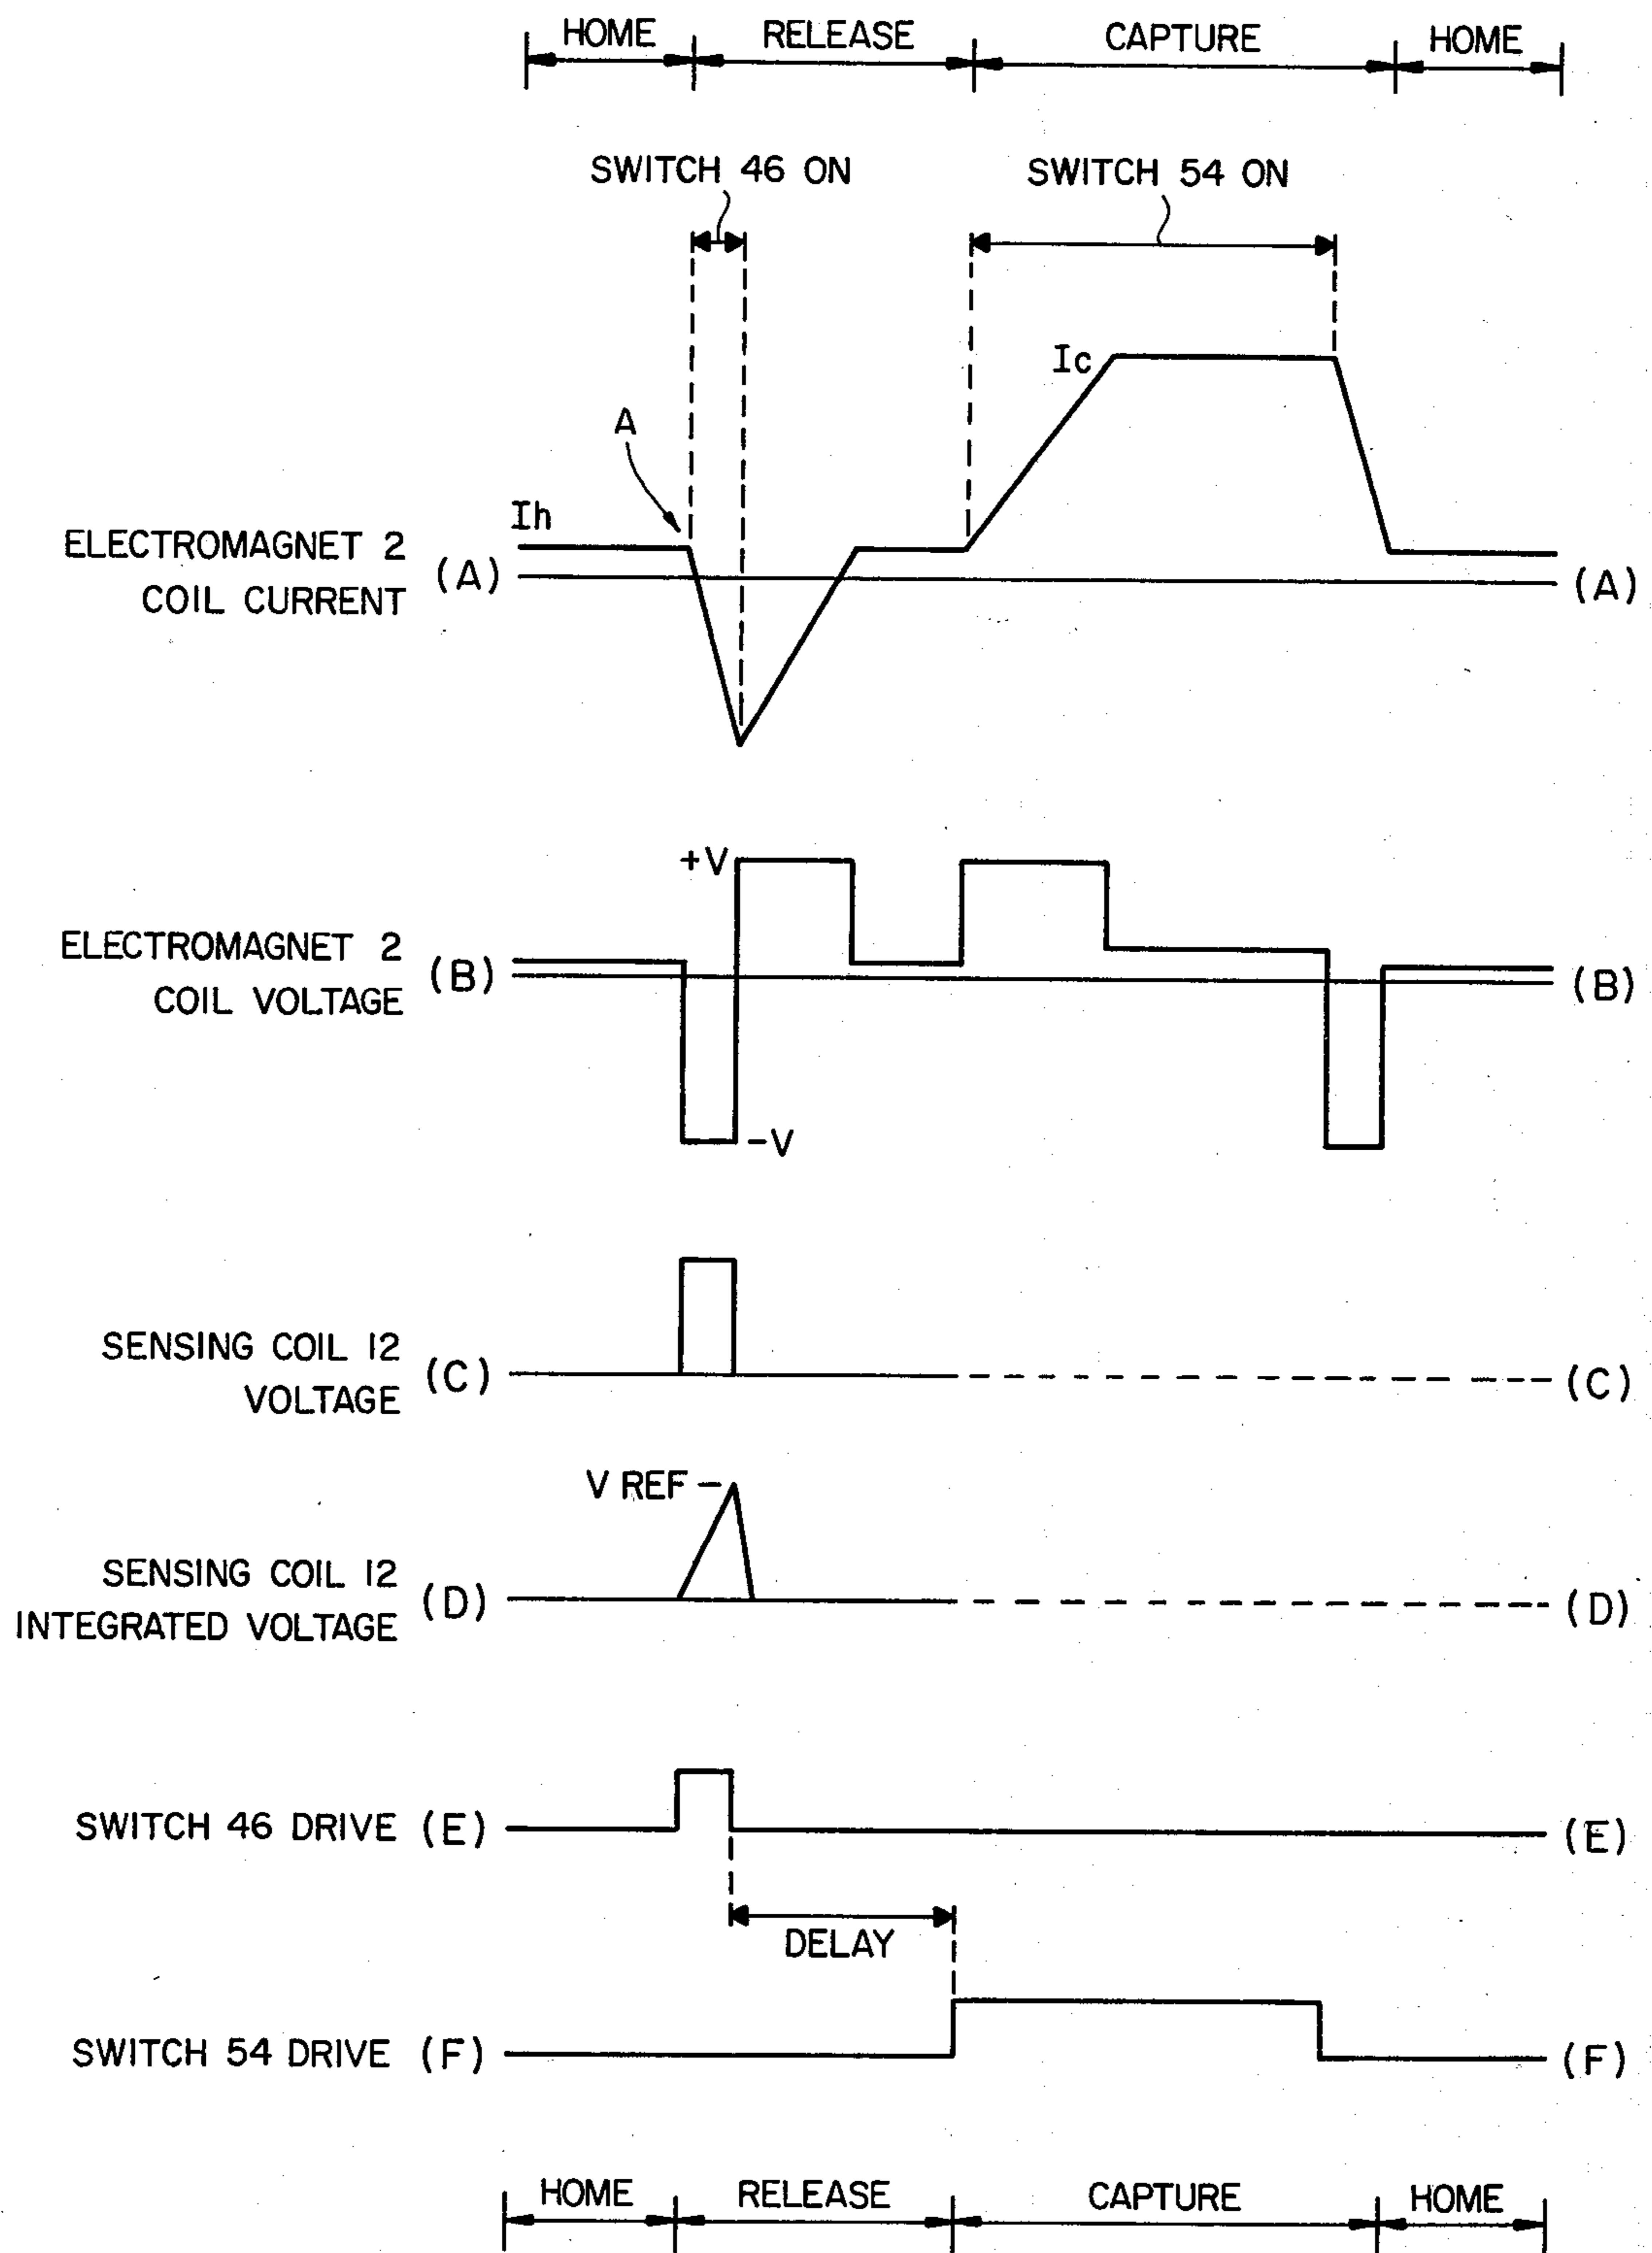 HOME RELEASE CAPTURE HOME
SWITCH 46 ON SWITCH 54 ON
Ic
A
Ih
ELECTROMAGNET 2
COIL CURRENT
(A) (A)
+V
ELECTROMAGNET 2
COIL VOLTAGE
(B) (B)
-V
SENSING COIL 12
VOLTAGE
(C) (C)
V REF
SENSING COIL 12
INTEGRATED VOLTAGE
(D) (D)
SWITCH 46 DRIVE (E) (E)
DELAY
SWITCH 54 DRIVE (F) (F)
HOME RELEASE CAPTURE HOME